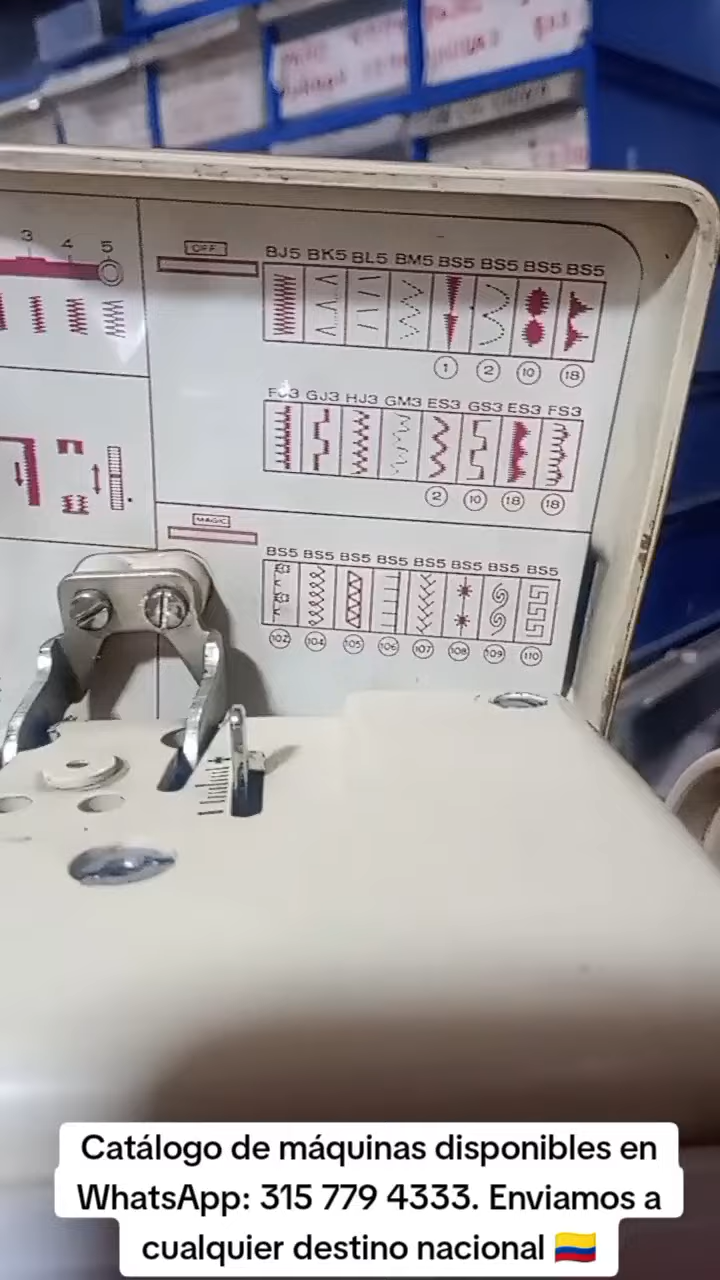 3 4 5
OFF
BJ5 BK5 BL5 BM5 BS5 BS5 BS5 BS5
1 2 10 18
GJ3 HJ3 GM3 ES3 GS3 ES3 FS3
2 10 18 18
MAGIC
BS5 BS5 BS5 BS5 BS5 BS5 BS5 BS5
102 104 105 106 107 108 109 110
Catálogo de máquinas disponibles en
WhatsApp: 315 779 4333. Enviamos a
cualquier destino nacional 🇨🇴